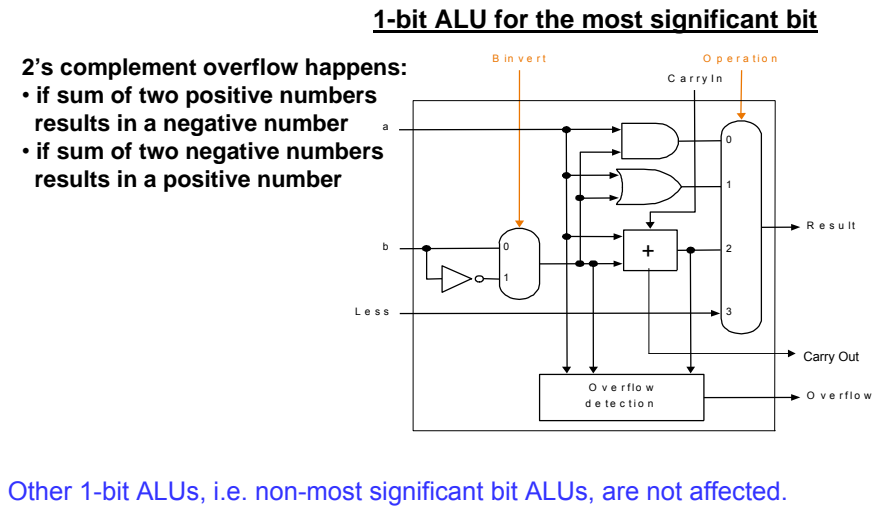 1-bit ALU for the most significant bit
2's complement overflow happens:
• if sum of two positive numbers
results in a negative number
• if sum of two negative numbers
results in a positive number
Binvert
Operation
CarryIn
a
0
1
Result
b
0
+
2
1
Less
3
Carry Out
Overflow
detection
Overflow
Other 1-bit ALUs, i.e. non-most significant bit ALUs, are not affected.